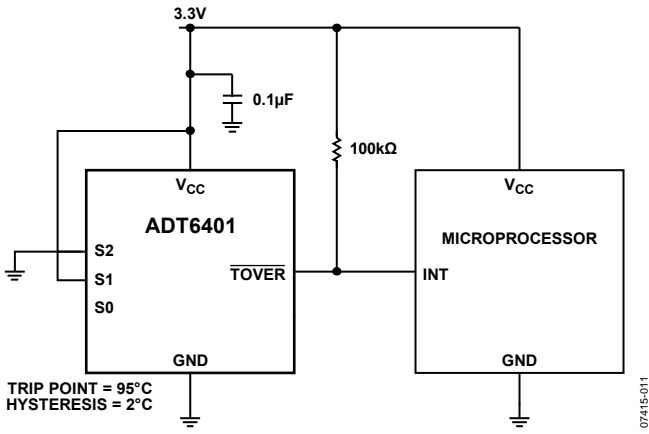 3.3V
0.1µF
100kΩ
VCC
ADT6401
S2
S1
S0
TOVER
GND
VCC
MICROPROCESSOR
INT
GND
TRIP POINT = 95°C
HYSTERESIS = 2°C
07415-011